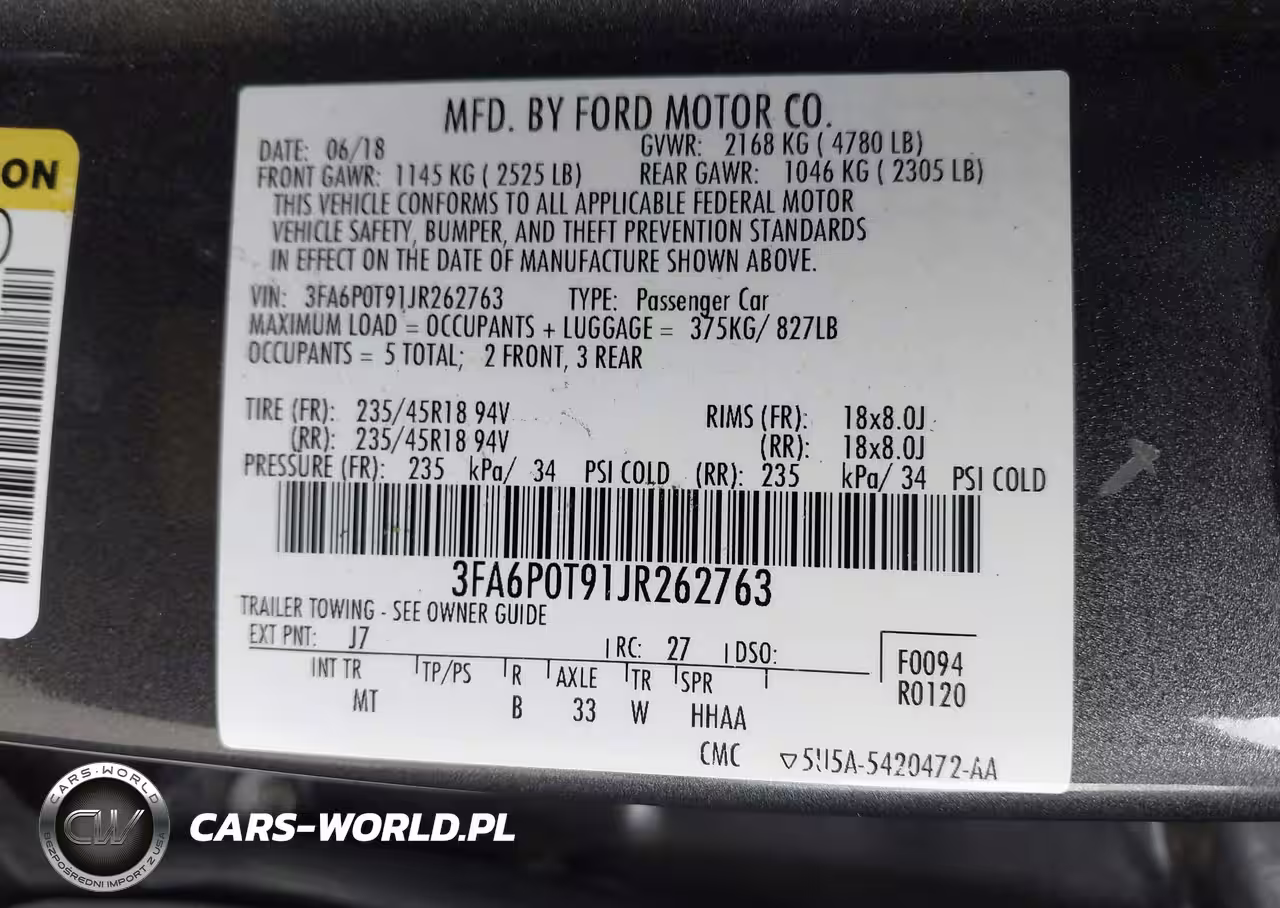 ON
MFD. BY FORD MOTOR CO.
DATE: 06/18 GVWR: 2168 KG ( 4780 LB)
FRONT GAWR: 1145 KG ( 2525 LB) REAR GAWR: 1046 KG ( 2305 LB)
THIS VEHICLE CONFORMS TO ALL APPLICABLE FEDERAL MOTOR
VEHICLE SAFETY, BUMPER, AND THEFT PREVENTION STANDARDS
IN EFFECT ON THE DATE OF MANUFACTURE SHOWN ABOVE.
VIN: 3FA6P0T91JR262763 TYPE: Passenger Car
MAXIMUM LOAD = OCCUPANTS + LUGGAGE = 375KG/ 827LB
OCCUPANTS = 5 TOTAL; 2 FRONT, 3 REAR
TIRE (FR): 235/45R18 94V RIMS (FR): 18x8.0J
(RR): 235/45R18 94V (RR): 18x8.0J
PRESSURE (FR): 235 kPa/ 34 PSI COLD (RR): 235 kPa/ 34 PSI COLD
3FA6P0T91JR262763
TRAILER TOWING - SEE OWNER GUIDE
EXT PNT: J7 RC: 27 DSO:
INT TR TP/PS R AXLE TR SPR F0094
MT B 33 W HHAA R0120
CMC ▽5U5A-5420472-AA
CARS-WORLD
CW
BEZPOŚREDNI IMPORT Z USA
CARS-WORLD.PL